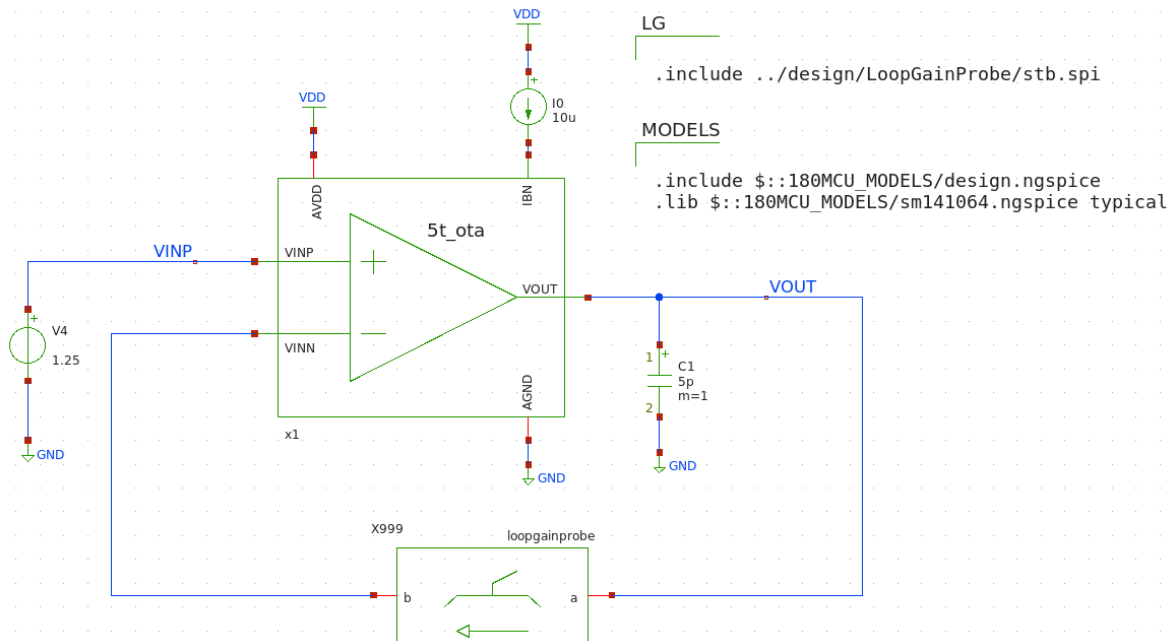 VDD
LG
.include ../design/LoopGainProbe/stb.spi
VDD
+
I0
10u
MODELS
.include $::180MCU_MODELS/design.ngspice
.lib $::180MCU_MODELS/sm141064.ngspice typical
AVDD
IBN
5t_ota
VINP
VINP
VOUT
VOUT
+
V4
1.25
VINN
1
+
C1
5p
m=1
2
AGND
x1
GND
GND
GND
X999
loopgainprobe
b
a